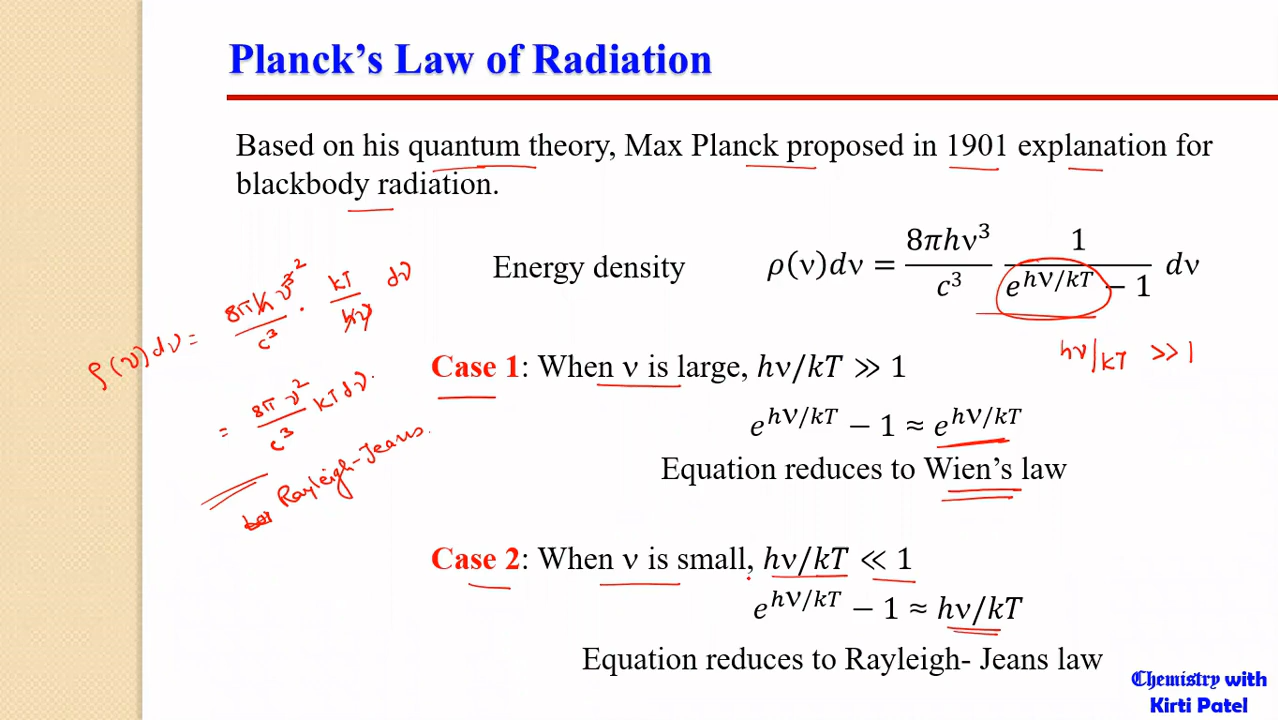 Planck’s Law of Radiation
Based on his quantum theory, Max Planck proposed in 1901 explanation for
blackbody radiation.
Energy density ρ(ν)dν = 8πhν³/c³ 1/(e^(hν/kT) − 1) dν
ρ(ν)dν = 8πhν³²/c³ · kT/hν dν
hν/kT >> 1
Case 1: When ν is large, hν/kT ≫ 1
= 8πν²/c³ kT dν.
e^(hν/kT) − 1 ≈ e^(hν/kT)
Rayleigh-Jeans
Equation reduces to Wien’s law
Case 2: When ν is small, hν/kT ≪ 1
e^(hν/kT) − 1 ≈ hν/kT
Equation reduces to Rayleigh- Jeans law
Chemistry with
Kirti Patel